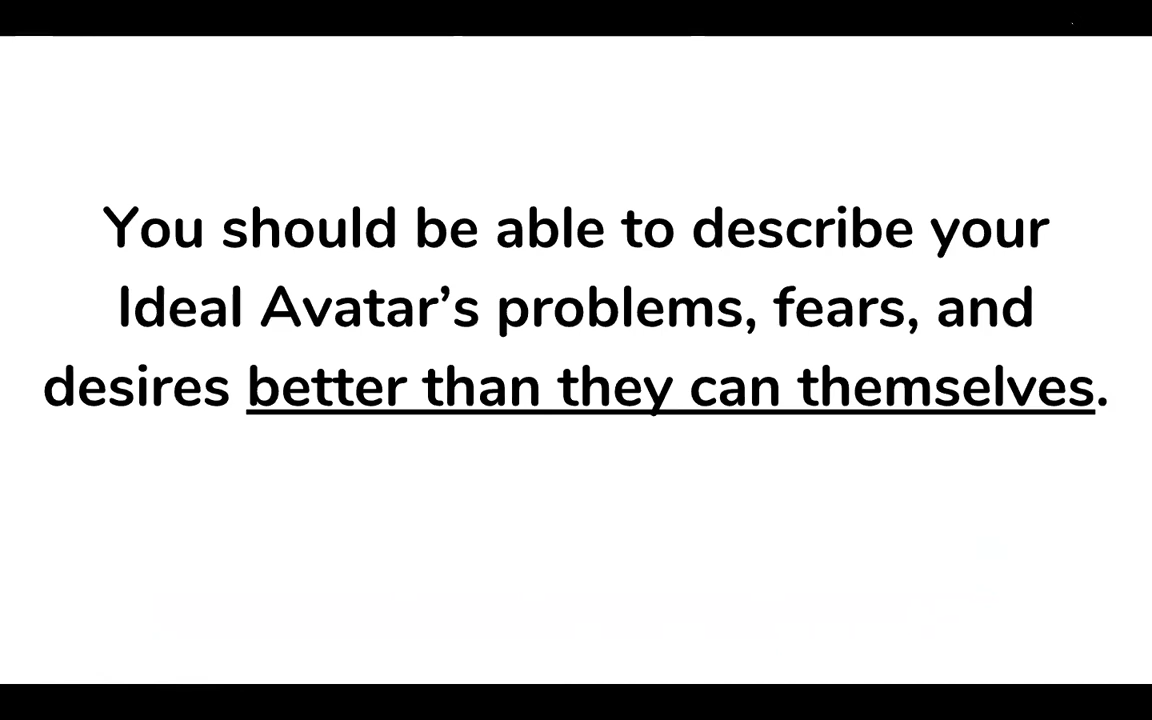 You should be able to describe your
Ideal Avatar’s problems, fears, and
desires better than they can themselves.